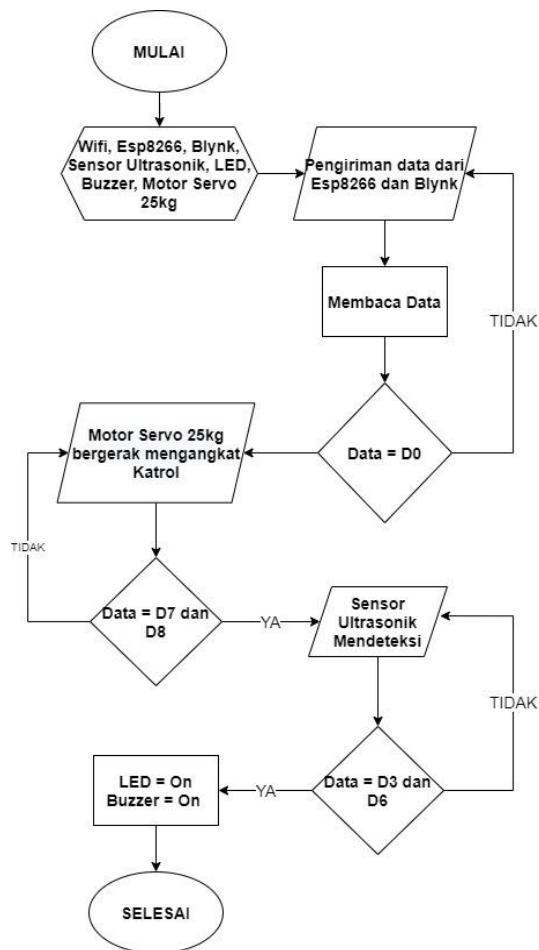 MULAI
Wifi, Esp8266, Blynk,
Sensor Ultrasonik, LED,
Buzzer, Motor Servo
25kg
Pengiriman data dari
Esp8266 dan Blynk
Membaca Data
TIDAK
Data = D0
Motor Servo 25kg
bergerak mengangkat
Katrol
TIDAK
Data = D7 dan
D8
YA
Sensor
Ultrasonik
Mendeteksi
TIDAK
Data = D3 dan
D6
YA
LED = On
Buzzer = On
SELESAI